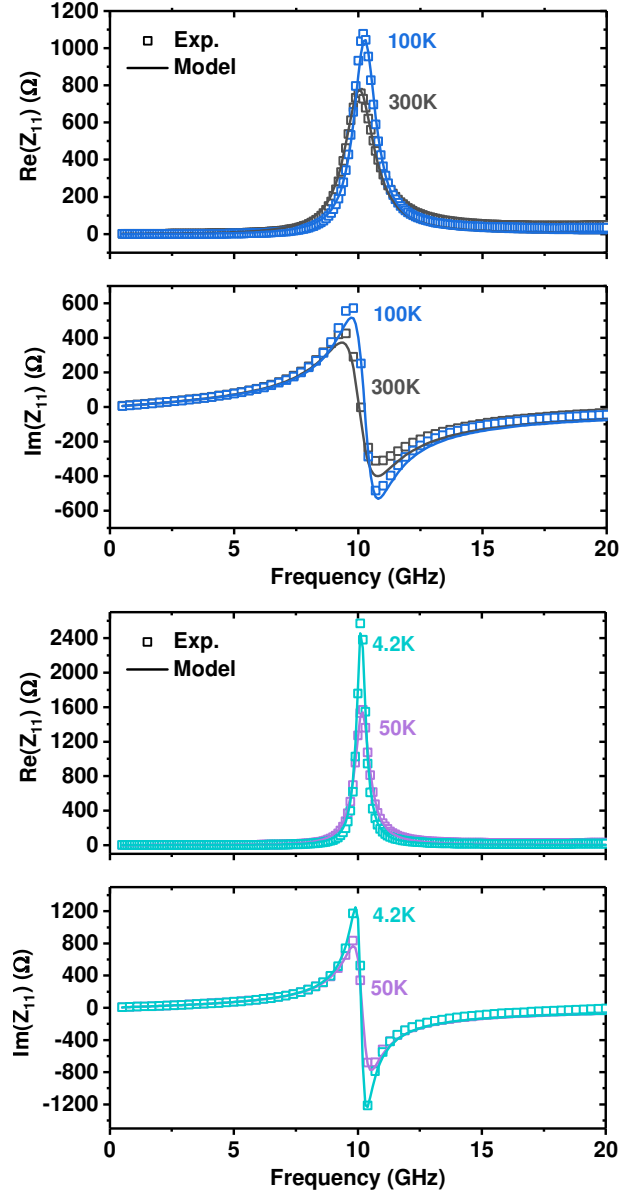 1200
1000
800
600
400
200
0
Re(Z11) (Ω)
Exp.
Model
100K
300K
600
400
200
0
-200
-400
-600
Im(Z11) (Ω)
100K
300K
0 5 10 15 20
Frequency (GHz)
2400
2000
1600
1200
800
400
0
Re(Z11) (Ω)
Exp.
Model
4.2K
50K
1200
800
400
0
-400
-800
-1200
Im(Z11) (Ω)
4.2K
50K
0 5 10 15 20
Frequency (GHz)